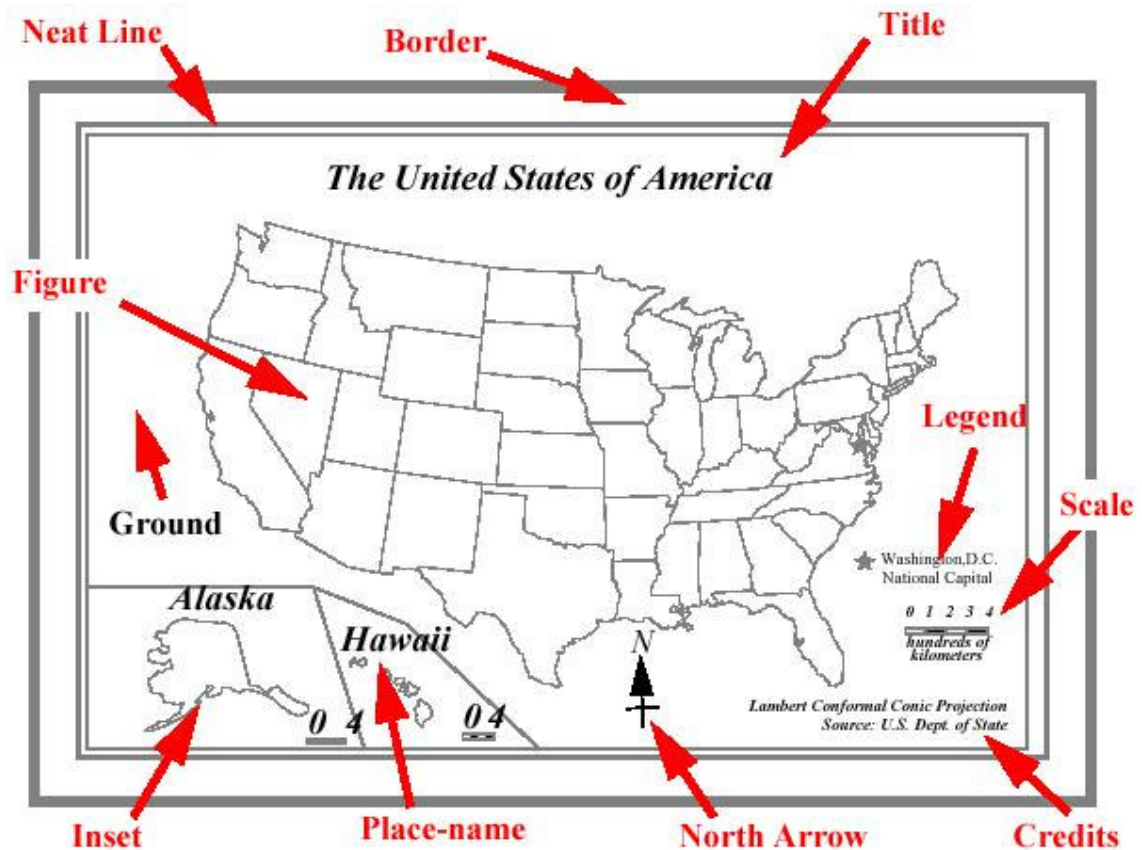 Neat Line
Border
Title
The United States of America
Figure
Legend
Ground
Scale
Washington,D.C.
National Capital
0 1 2 3 4
hundreds of
kilometers
Alaska
Hawaii
N
0 4
0 4
Lambert Conformal Conic Projection
Source: U.S. Dept. of State
Inset
Place-name
North Arrow
Credits